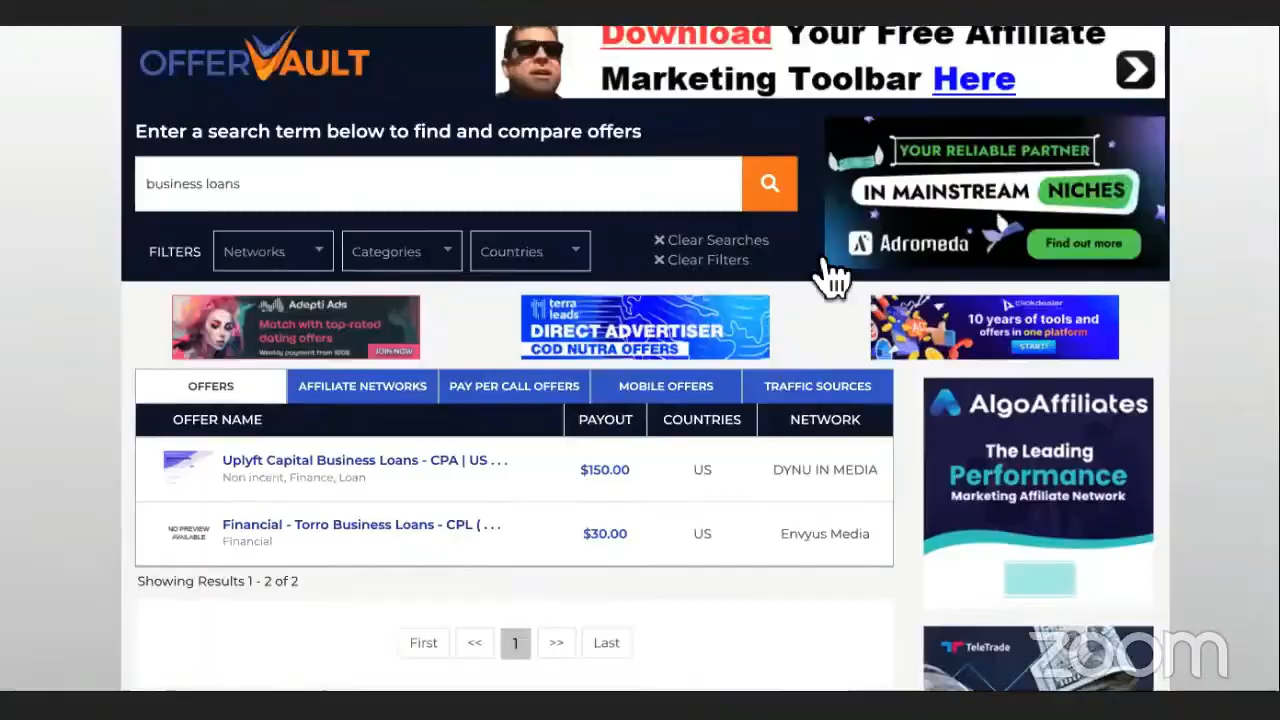 OFFERVAULT
Download Your Free Affiliate
Marketing Toolbar Here
Enter a search term below to find and compare offers
business loans
FILTERS
Networks
Categories
Countries
× Clear Searches
× Clear Filters
YOUR RELIABLE PARTNER
IN MAINSTREAM NICHES
Adromeda
Find out more
Adepti Ads
Match with top-rated
dating offers
Weekly payment from 100$
JOIN NOW
terra
leads
DIRECT ADVERTISER
COD NUTRA OFFERS
clickdealer
10 years of tools and
offers in one platform
START!
OFFERS
AFFILIATE NETWORKS
PAY PER CALL OFFERS
MOBILE OFFERS
TRAFFIC SOURCES
OFFER NAME
PAYOUT
COUNTRIES
NETWORK
Uplyft Capital Business Loans - CPA | US . . .
Non incent, Finance, Loan
$150.00
US
DYNU IN MEDIA
NO PREVIEW
AVAILABLE
Financial - Torro Business Loans - CPL ( . . .
Financial
$30.00
US
Envyus Media
Showing Results 1 - 2 of 2
First
<<
1
>>
Last
AlgoAffiliates
The Leading
Performance
Marketing Affiliate Network
TeleTrade
zoom